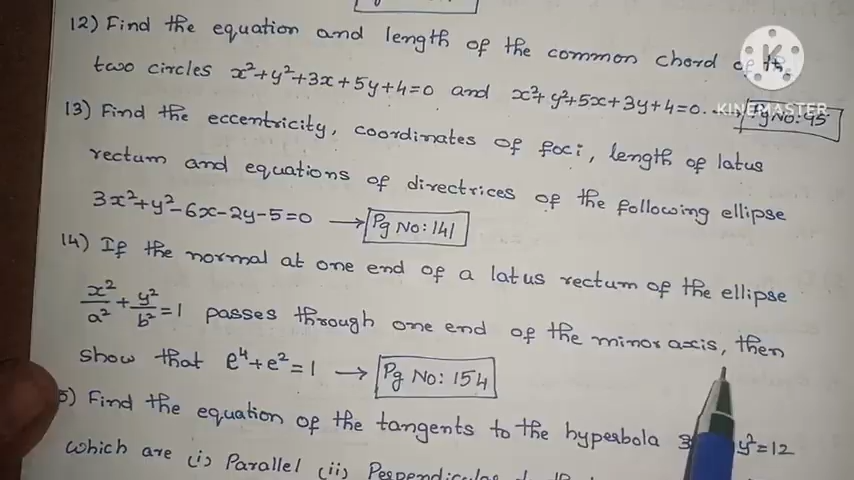 12) Find the equation and length of the common chord of the
two circles x²+y²+3x+5y+4=0 and x²+y²+5x+3y+4=0. → Pg No: 95
KINEMASTER
13) Find the eccentricity, coordinates of foci, length of latus
rectum and equations of directrices of the following ellipse
3x²+y²-6x-2y-5=0 → Pg No: 141
14) If the normal at one end of a latus rectum of the ellipse
x²/a² + y²/b² = 1 passes through one end of the minor axis, then
show that e⁴+e²=1 → Pg No: 154
5) Find the equation of the tangents to the hyperbola 3 y²=12
which are (i) Parallel (ii)